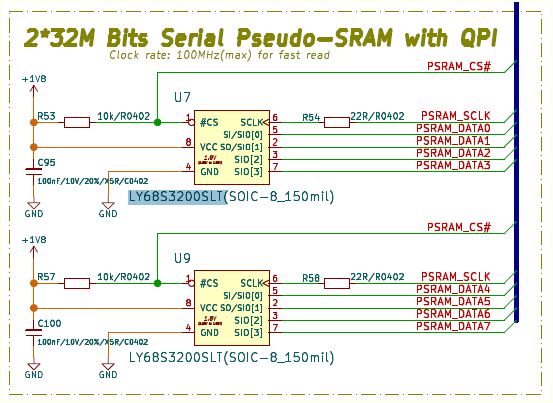 2*32M Bits Serial Pseudo-SRAM with QPI
Clock rate: 100MHz(max) for fast read
PSRAM_CS#
+1V8
U7
R53 10k/R0402
1 #CS SCLK 6 R54 22R/R0402 PSRAM_SCLK
SI/SIO[0] 5 PSRAM_DATA0
8 VCC SO/SIO[1] 2 PSRAM_DATA1
1.8V SIO[2] 3 PSRAM_DATA2
4 GND SIO[3] 7 PSRAM_DATA3
C95
100nF/10V/20%/X5R/C0402
GND GND
LY68S3200SLT(SOIC-8_150mil)
PSRAM_CS#
+1V8
U9
R57 10k/R0402
1 #CS SCLK 6 R58 22R/R0402 PSRAM_SCLK
SI/SIO[0] 5 PSRAM_DATA4
8 VCC SO/SIO[1] 2 PSRAM_DATA5
1.8V SIO[2] 3 PSRAM_DATA6
4 GND SIO[3] 7 PSRAM_DATA7
C100
100nF/10V/20%/X5R/C0402
GND GND
LY68S3200SLT(SOIC-8_150mil)